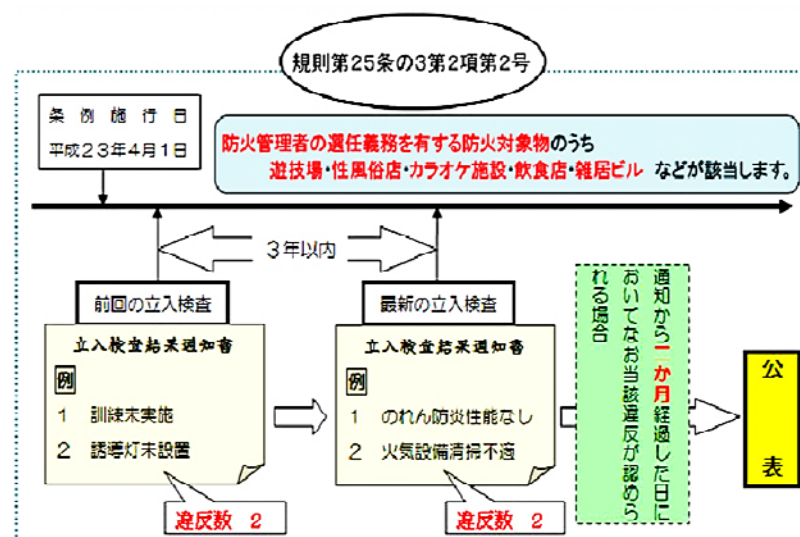 規則第25条の3第2項第2号
条例施行日
平成23年4月1日
防火管理者の選任義務を有する防火対象物のうち
遊技場・性風俗店・カラオケ施設・飲食店・雑居ビル などが該当します。
3年以内
前回の立入検査
立入検査結果通知書
例
1 訓練未実施
2 誘導灯未設置
違反数 2
最新の立入検査
立入検査結果通知書
例
1 のれん防炎性能なし
2 火気設備清掃不適
違反数 2
通知から二か月経過した日に
おいてなお当該違反が認めら
れる場合
公表